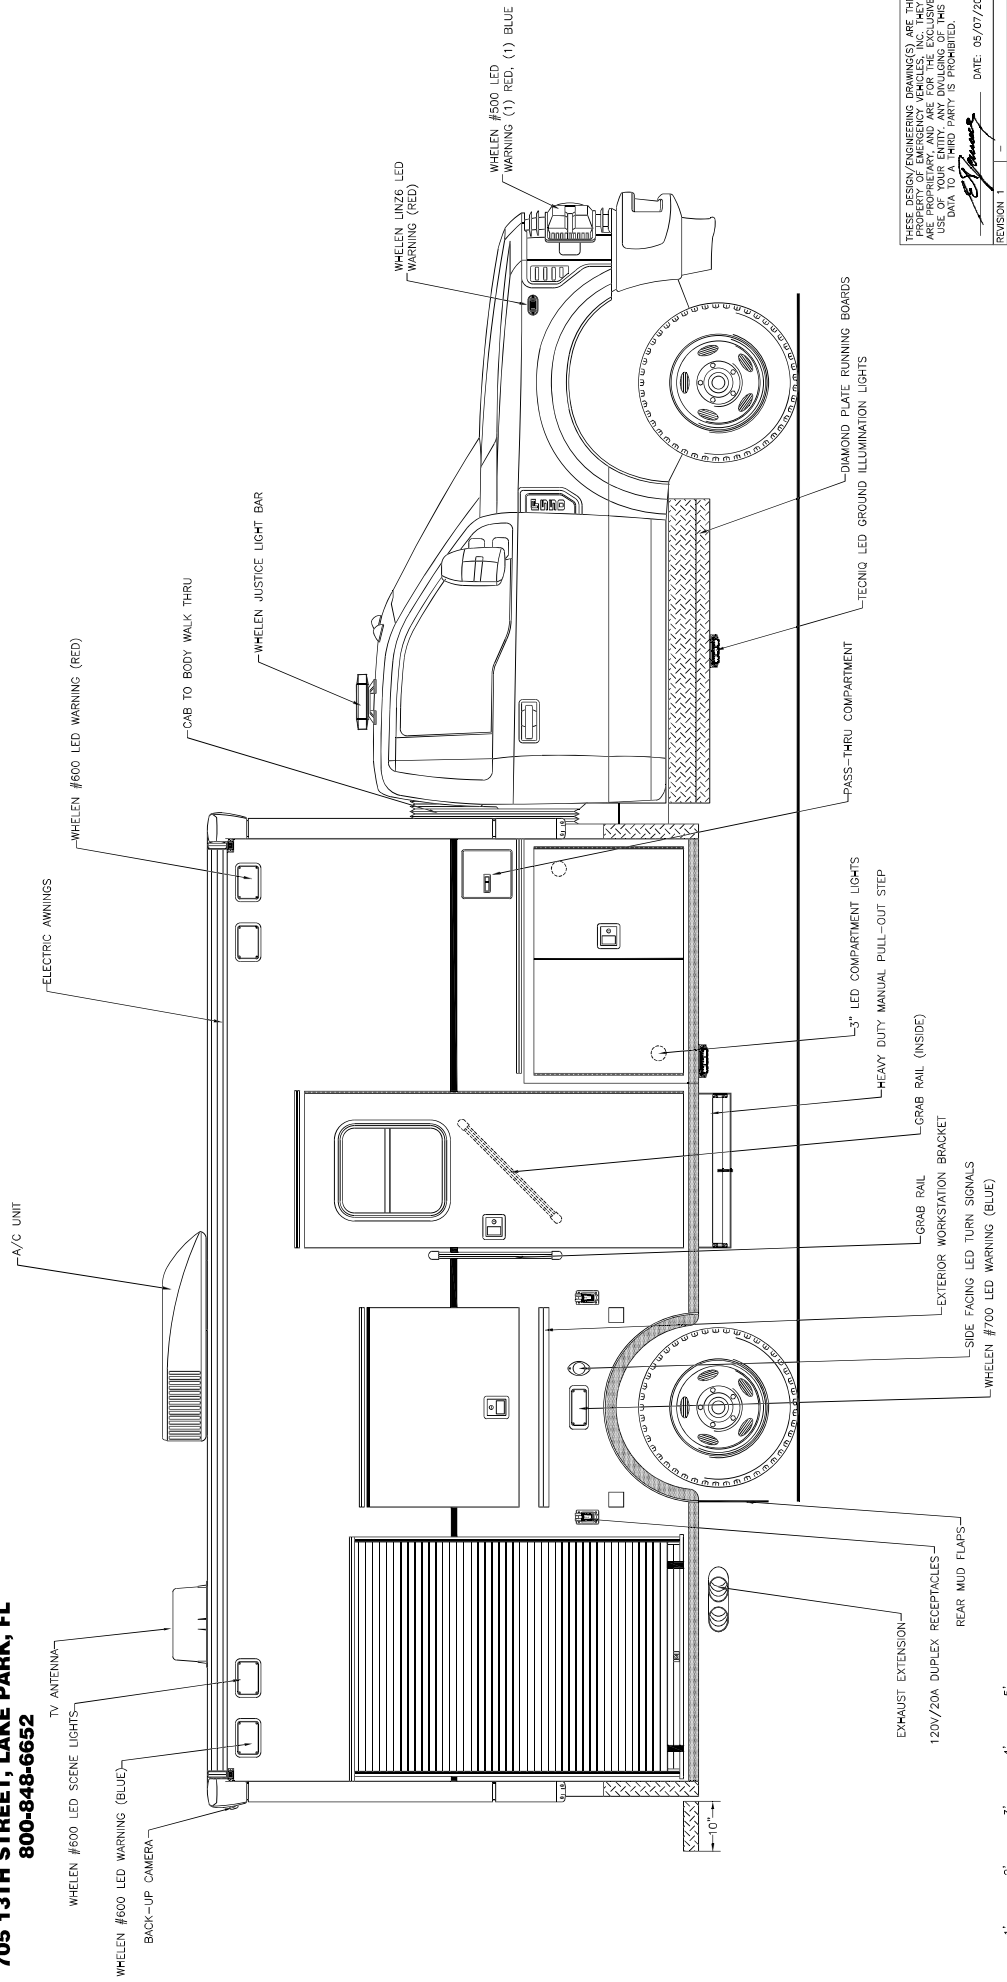 705 13TH STREET, LAKE PARK, FL
800-848-6652
TV ANTENNA
WHELEN #600 LED SCENE LIGHTS
WHELEN #600 LED WARNING (BLUE)
BACK-UP CAMERA
A/C UNIT
ELECTRIC AWNINGS
WHELEN #600 LED WARNING (RED)
CAB TO BODY WALK THRU
WHELEN JUSTICE LIGHT BAR
WHELEN LINZ6 LED
WARNING (RED)
WHELEN #500 LED
WARNING (1) RED, (1) BLUE
F550
10"
EXHAUST EXTENSION
120V/20A DUPLEX RECEPTACLES
REAR MUD FLAPS
WHELEN #700 LED WARNING (BLUE)
SIDE FACING LED TURN SIGNALS
EXTERIOR WORKSTATION BRACKET
GRAB RAIL
GRAB RAIL (INSIDE)
HEAVY DUTY MANUAL PULL-OUT STEP
3" LED COMPARTMENT LIGHTS
PASS-THRU COMPARTMENT
TECNIQ LED GROUND ILLUMINATION LIGHTS
DIAMOND PLATE RUNNING BOARDS
THESE DESIGN/ENGINEERING DRAWING(S) ARE
PROPERTY OF EMERGENCY VEHICLES, INC. THEY
ARE PROPRIETARY, AND ARE FOR THE EXCLUSIVE
USE OF YOUR ENTITY. ANY DIVULGING OF THIS
DATA TO A THIRD PARTY IS PROHIBITED.
DATE: 05/07/20
REVISION 1 -